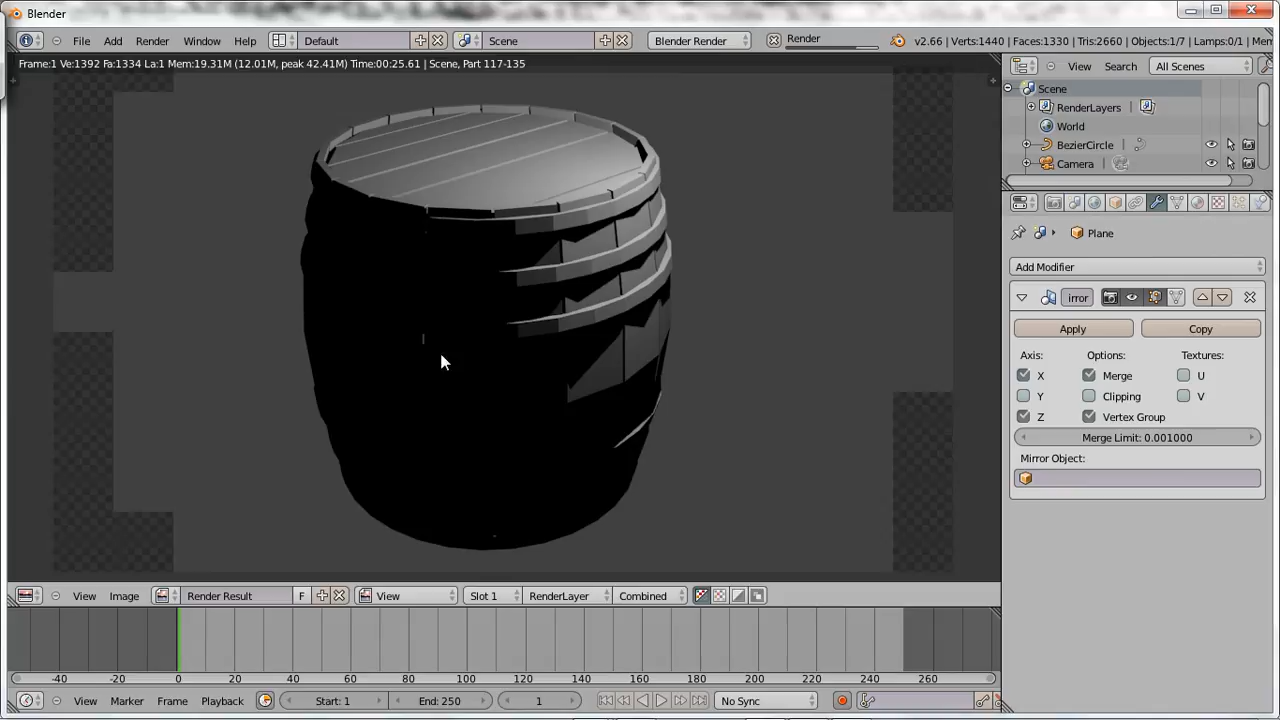 Blender
File Add Render Window Help Default Scene Blender Render Render v2.66 | Verts:1440 | Faces:1330 | Tris:2660 | Objects:1/7 | Lamps:0/1 | Mem
Frame:1 Ve:1392 Fa:1334 La:1 Mem:19.31M (12.01M, peak 42.41M) Time:00:25.61 | Scene, Part 117-135
View Search All Scenes
Scene
RenderLayers
World
BezierCircle
Camera
Plane
Add Modifier
irror
Apply Copy
Axis: Options: Textures:
X Merge U
Y Clipping V
Z Vertex Group
Merge Limit: 0.001000
Mirror Object:
View Image Render Result F View Slot 1 RenderLayer Combined
-40 -20 0 20 40 60 80 100 120 140 160 180 200 220 240 260
View Marker Frame Playback Start: 1 End: 250 1 No Sync